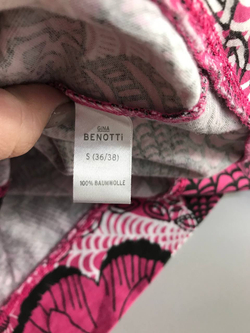 GINA
BENOTTI
S (36/38)
100% BAUMWOLLE